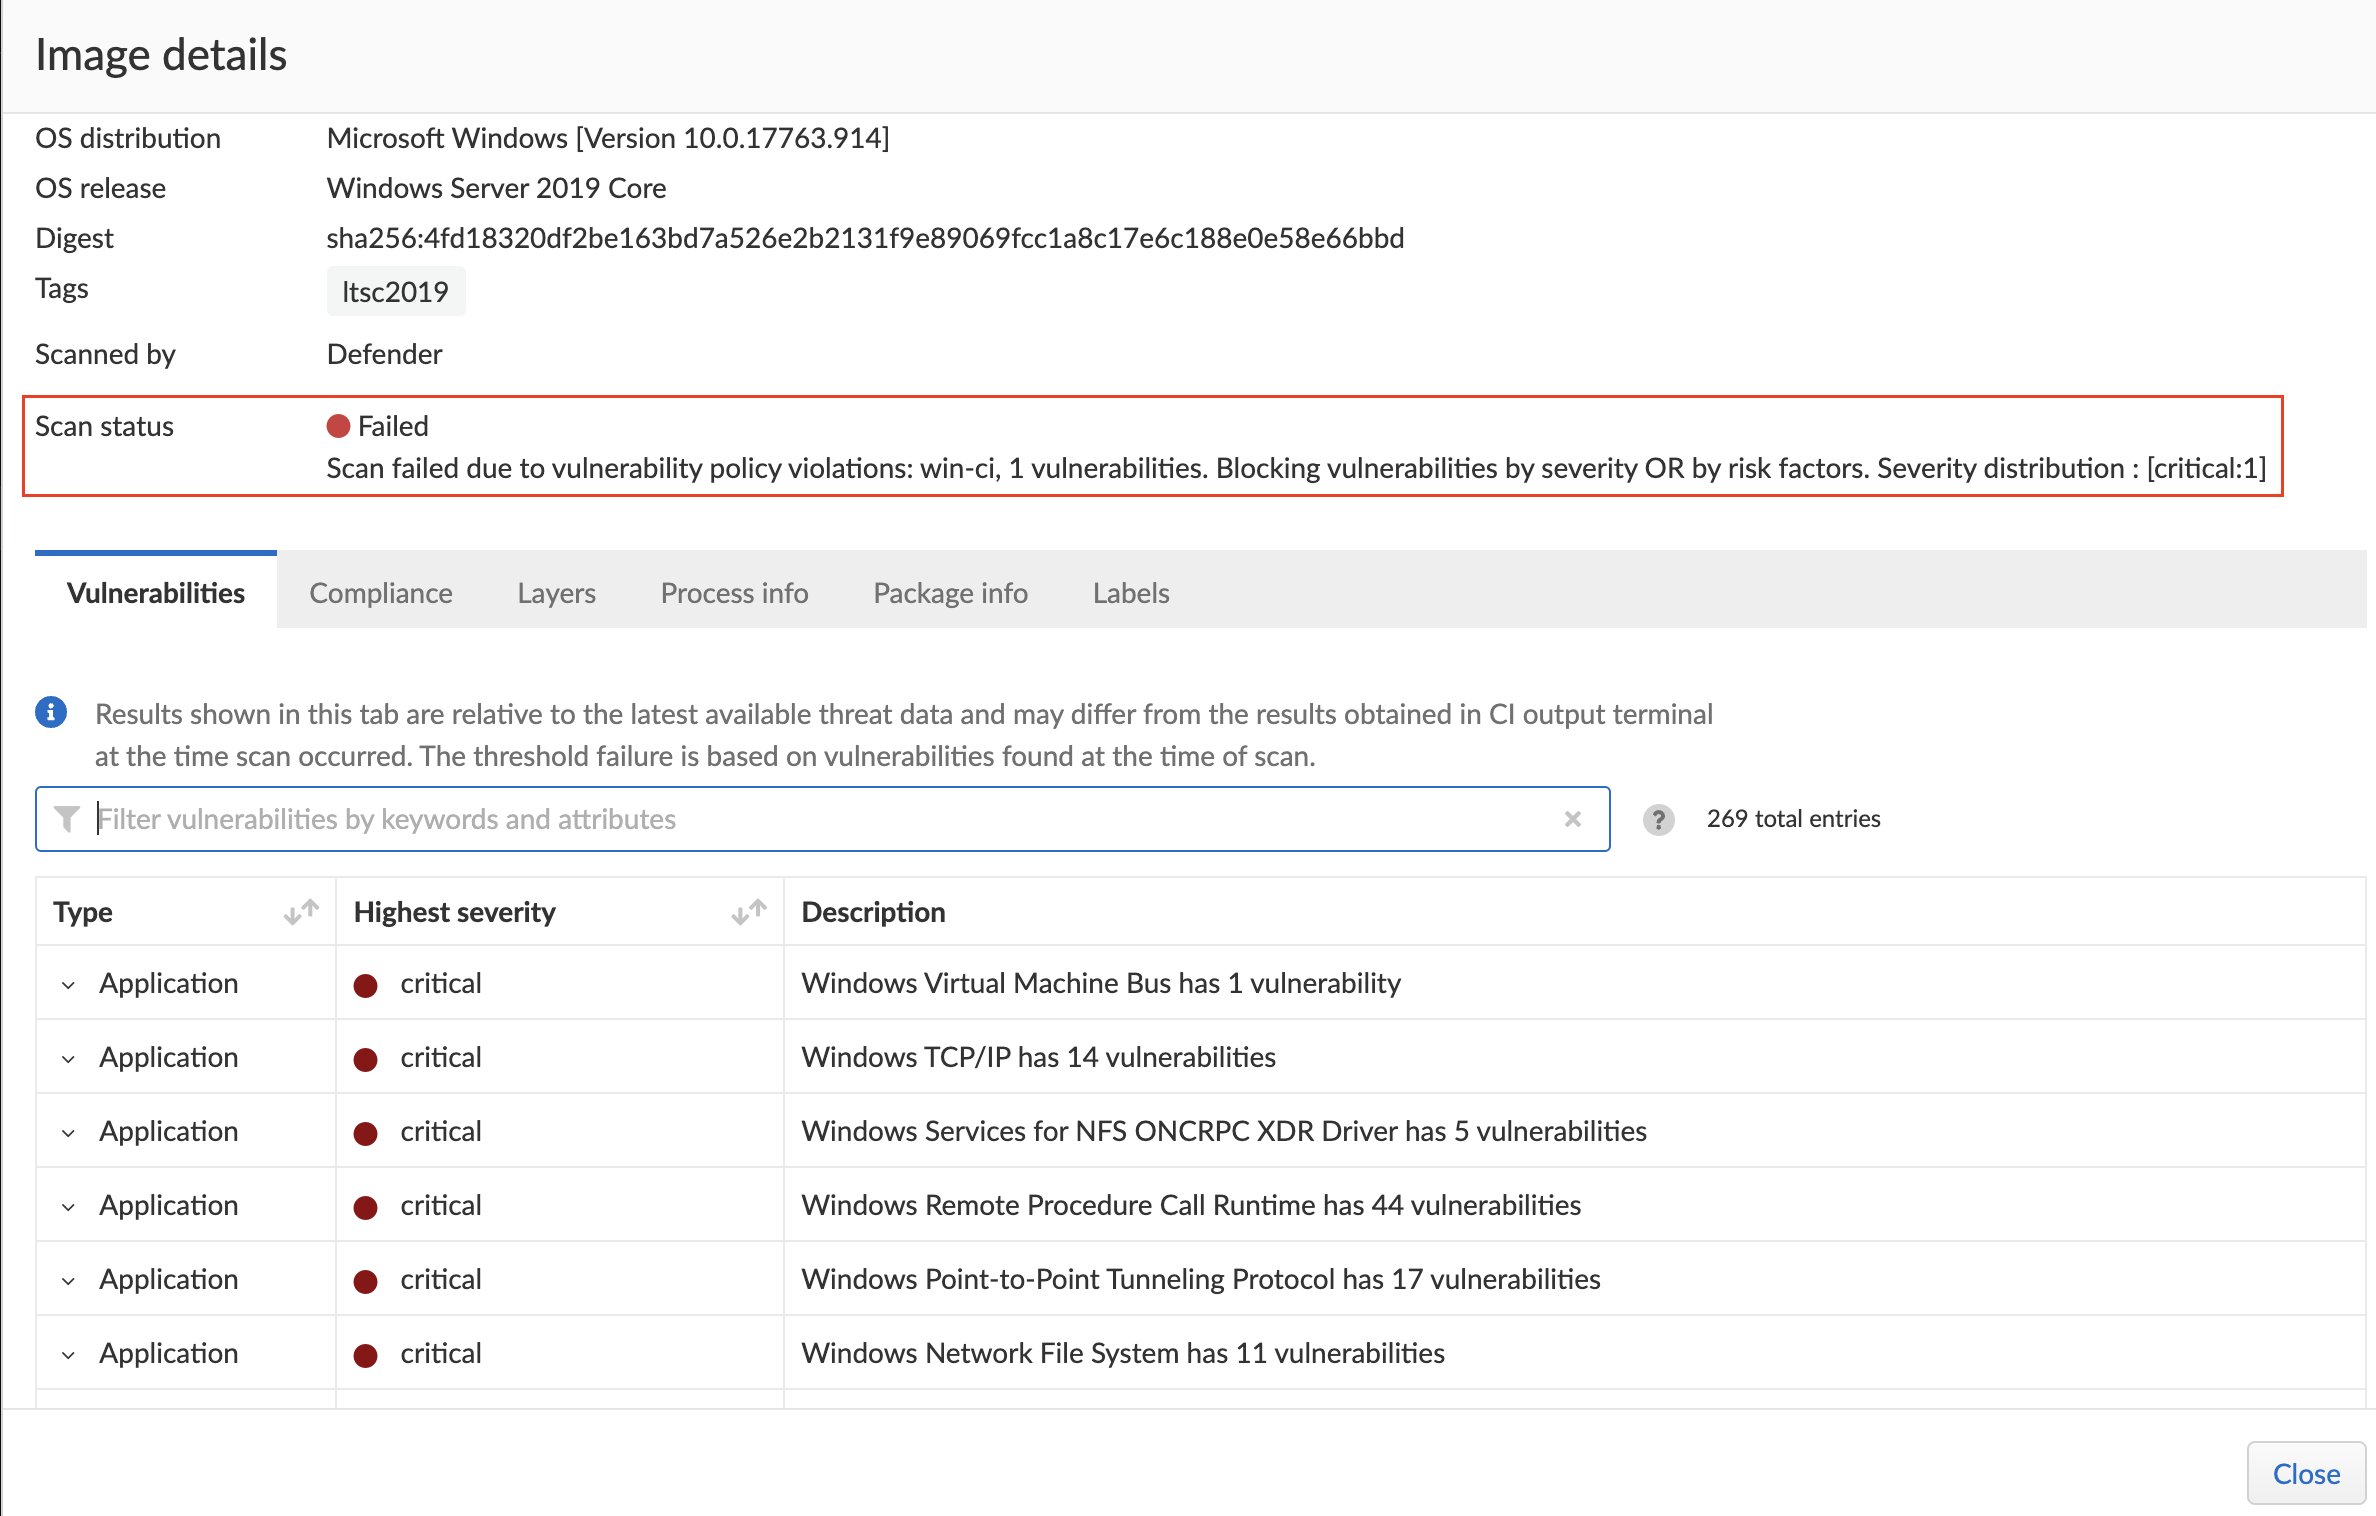 Image details
OS distribution Microsoft Windows [Version 10.0.17763.914]
OS release Windows Server 2019 Core
Digest sha256:4fd18320df2be163bd7a526e2b2131f9e89069fcc1a8c17e6c188e0e58e66bbd
Tags ltsc2019
Scanned by Defender
Scan status Failed
Scan failed due to vulnerability policy violations: win-ci, 1 vulnerabilities. Blocking vulnerabilities by severity OR by risk factors. Severity distribution : [critical:1]
Vulnerabilities Compliance Layers Process info Package info Labels
Results shown in this tab are relative to the latest available threat data and may differ from the results obtained in CI output terminal
at the time scan occurred. The threshold failure is based on vulnerabilities found at the time of scan.
Filter vulnerabilities by keywords and attributes ? 269 total entries
Type Highest severity Description
Application critical Windows Virtual Machine Bus has 1 vulnerability
Application critical Windows TCP/IP has 14 vulnerabilities
Application critical Windows Services for NFS ONCRPC XDR Driver has 5 vulnerabilities
Application critical Windows Remote Procedure Call Runtime has 44 vulnerabilities
Application critical Windows Point-to-Point Tunneling Protocol has 17 vulnerabilities
Application critical Windows Network File System has 11 vulnerabilities
Close